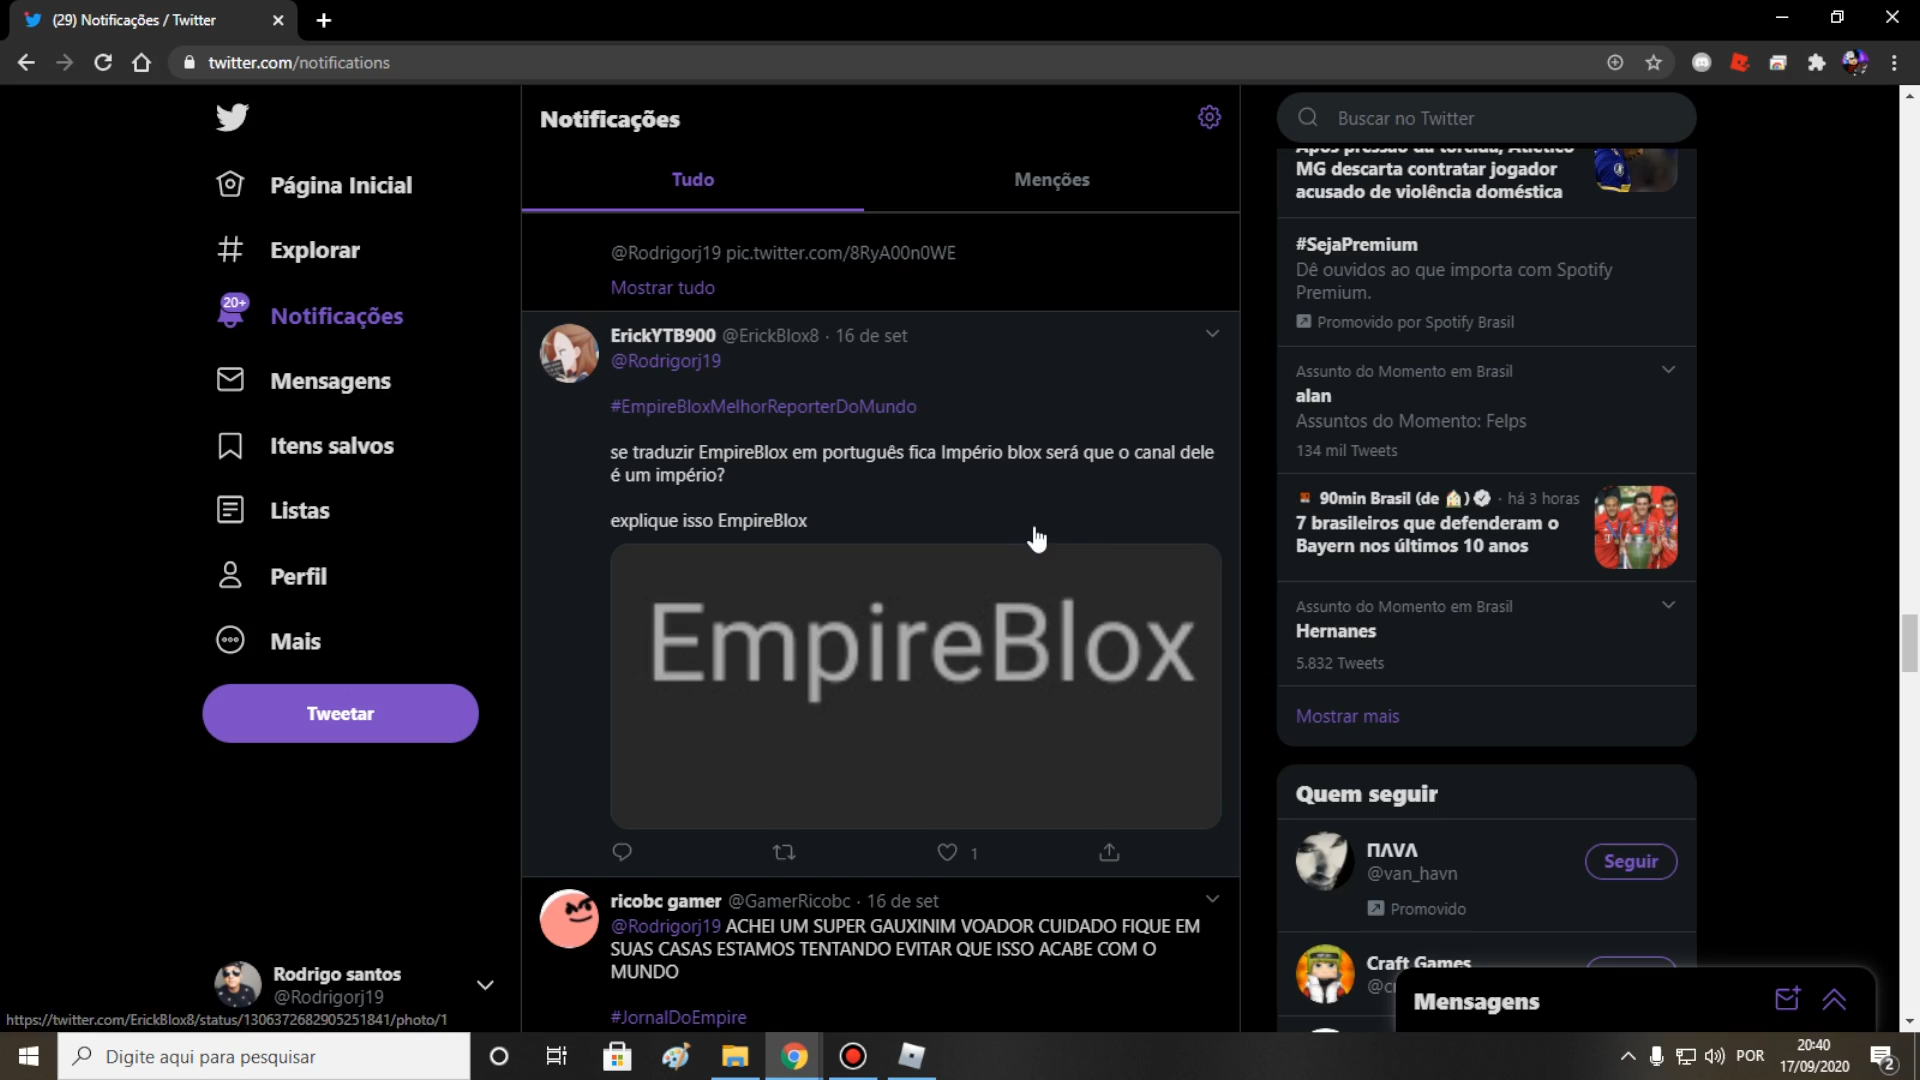 (29) Notificações / Twitter
twitter.com/notifications
Página Inicial
Explorar
20+
Notificações
Mensagens
Itens salvos
Listas
Perfil
Mais
Tweetar
Rodrigo santos
@Rodrigorj19
https://twitter.com/ErickBlox8/status/1306372682905251841/photo/1
Notificações
Tudo
Menções
@Rodrigorj19 pic.twitter.com/8RyA00n0WE
Mostrar tudo
ErickYTB900 @ErickBlox8 · 16 de set
@Rodrigorj19
#EmpireBloxMelhorReporterDoMundo
se traduzir EmpireBlox em português fica Império blox será que o canal dele
é um império?
explique isso EmpireBlox
EmpireBlox
1
ricobc gamer @GamerRicobc · 16 de set
@Rodrigorj19 ACHEI UM SUPER GAUXINIM VOADOR CUIDADO FIQUE EM
SUAS CASAS ESTAMOS TENTANDO EVITAR QUE ISSO ACABE COM O
MUNDO
#JornalDoEmpire
Buscar no Twitter
Após pressão da torcida, Atlético
MG descarta contratar jogador
acusado de violência doméstica
#SejaPremium
Dê ouvidos ao que importa com Spotify
Premium.
Promovido por Spotify Brasil
Assunto do Momento em Brasil
alan
Assuntos do Momento: Felps
134 mil Tweets
90min Brasil (de 🏠) · há 3 horas
7 brasileiros que defenderam o
Bayern nos últimos 10 anos
Assunto do Momento em Brasil
Hernanes
5.832 Tweets
Mostrar mais
Quem seguir
ΠΛVΛ
@van_havn
Seguir
Promovido
Craft Games
Mensagens
Digite aqui para pesquisar
POR
20:40
17/09/2020
2